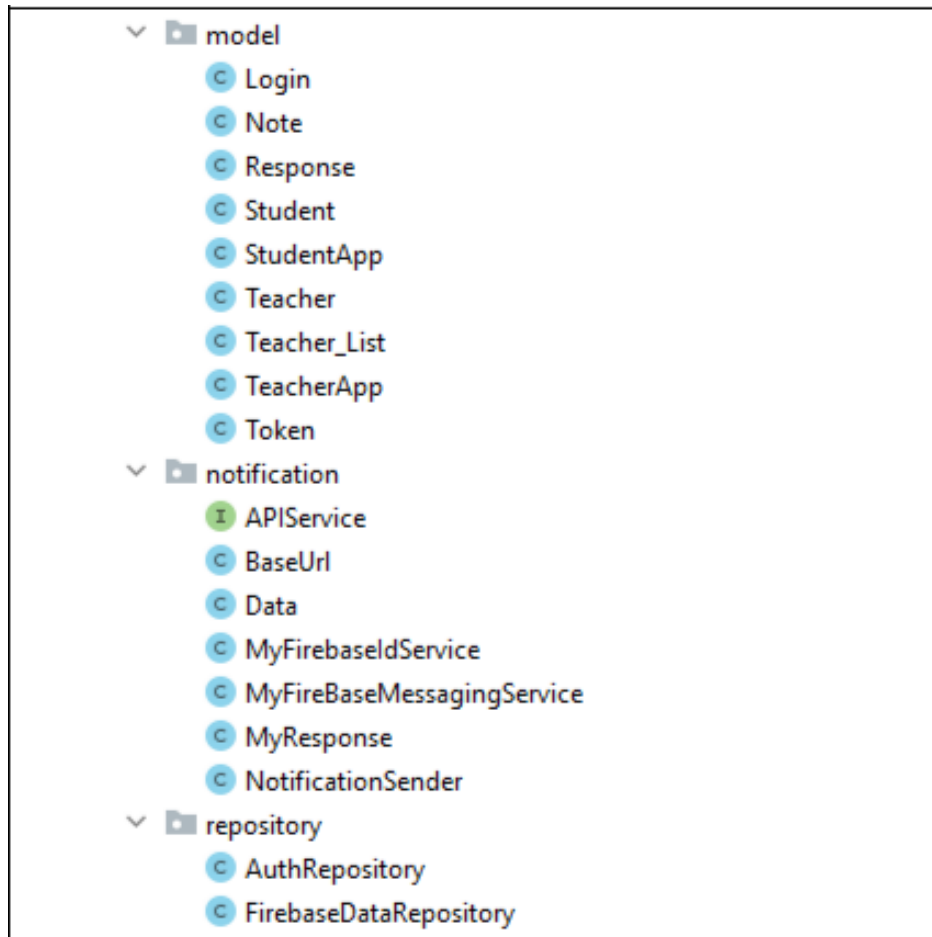 model
C Login
C Note
C Response
C Student
C StudentApp
C Teacher
C Teacher_List
C TeacherApp
C Token
notification
I APIService
C BaseUrl
C Data
C MyFirebaseIdService
C MyFireBaseMessagingService
C MyResponse
C NotificationSender
repository
C AuthRepository
C FirebaseDataRepository